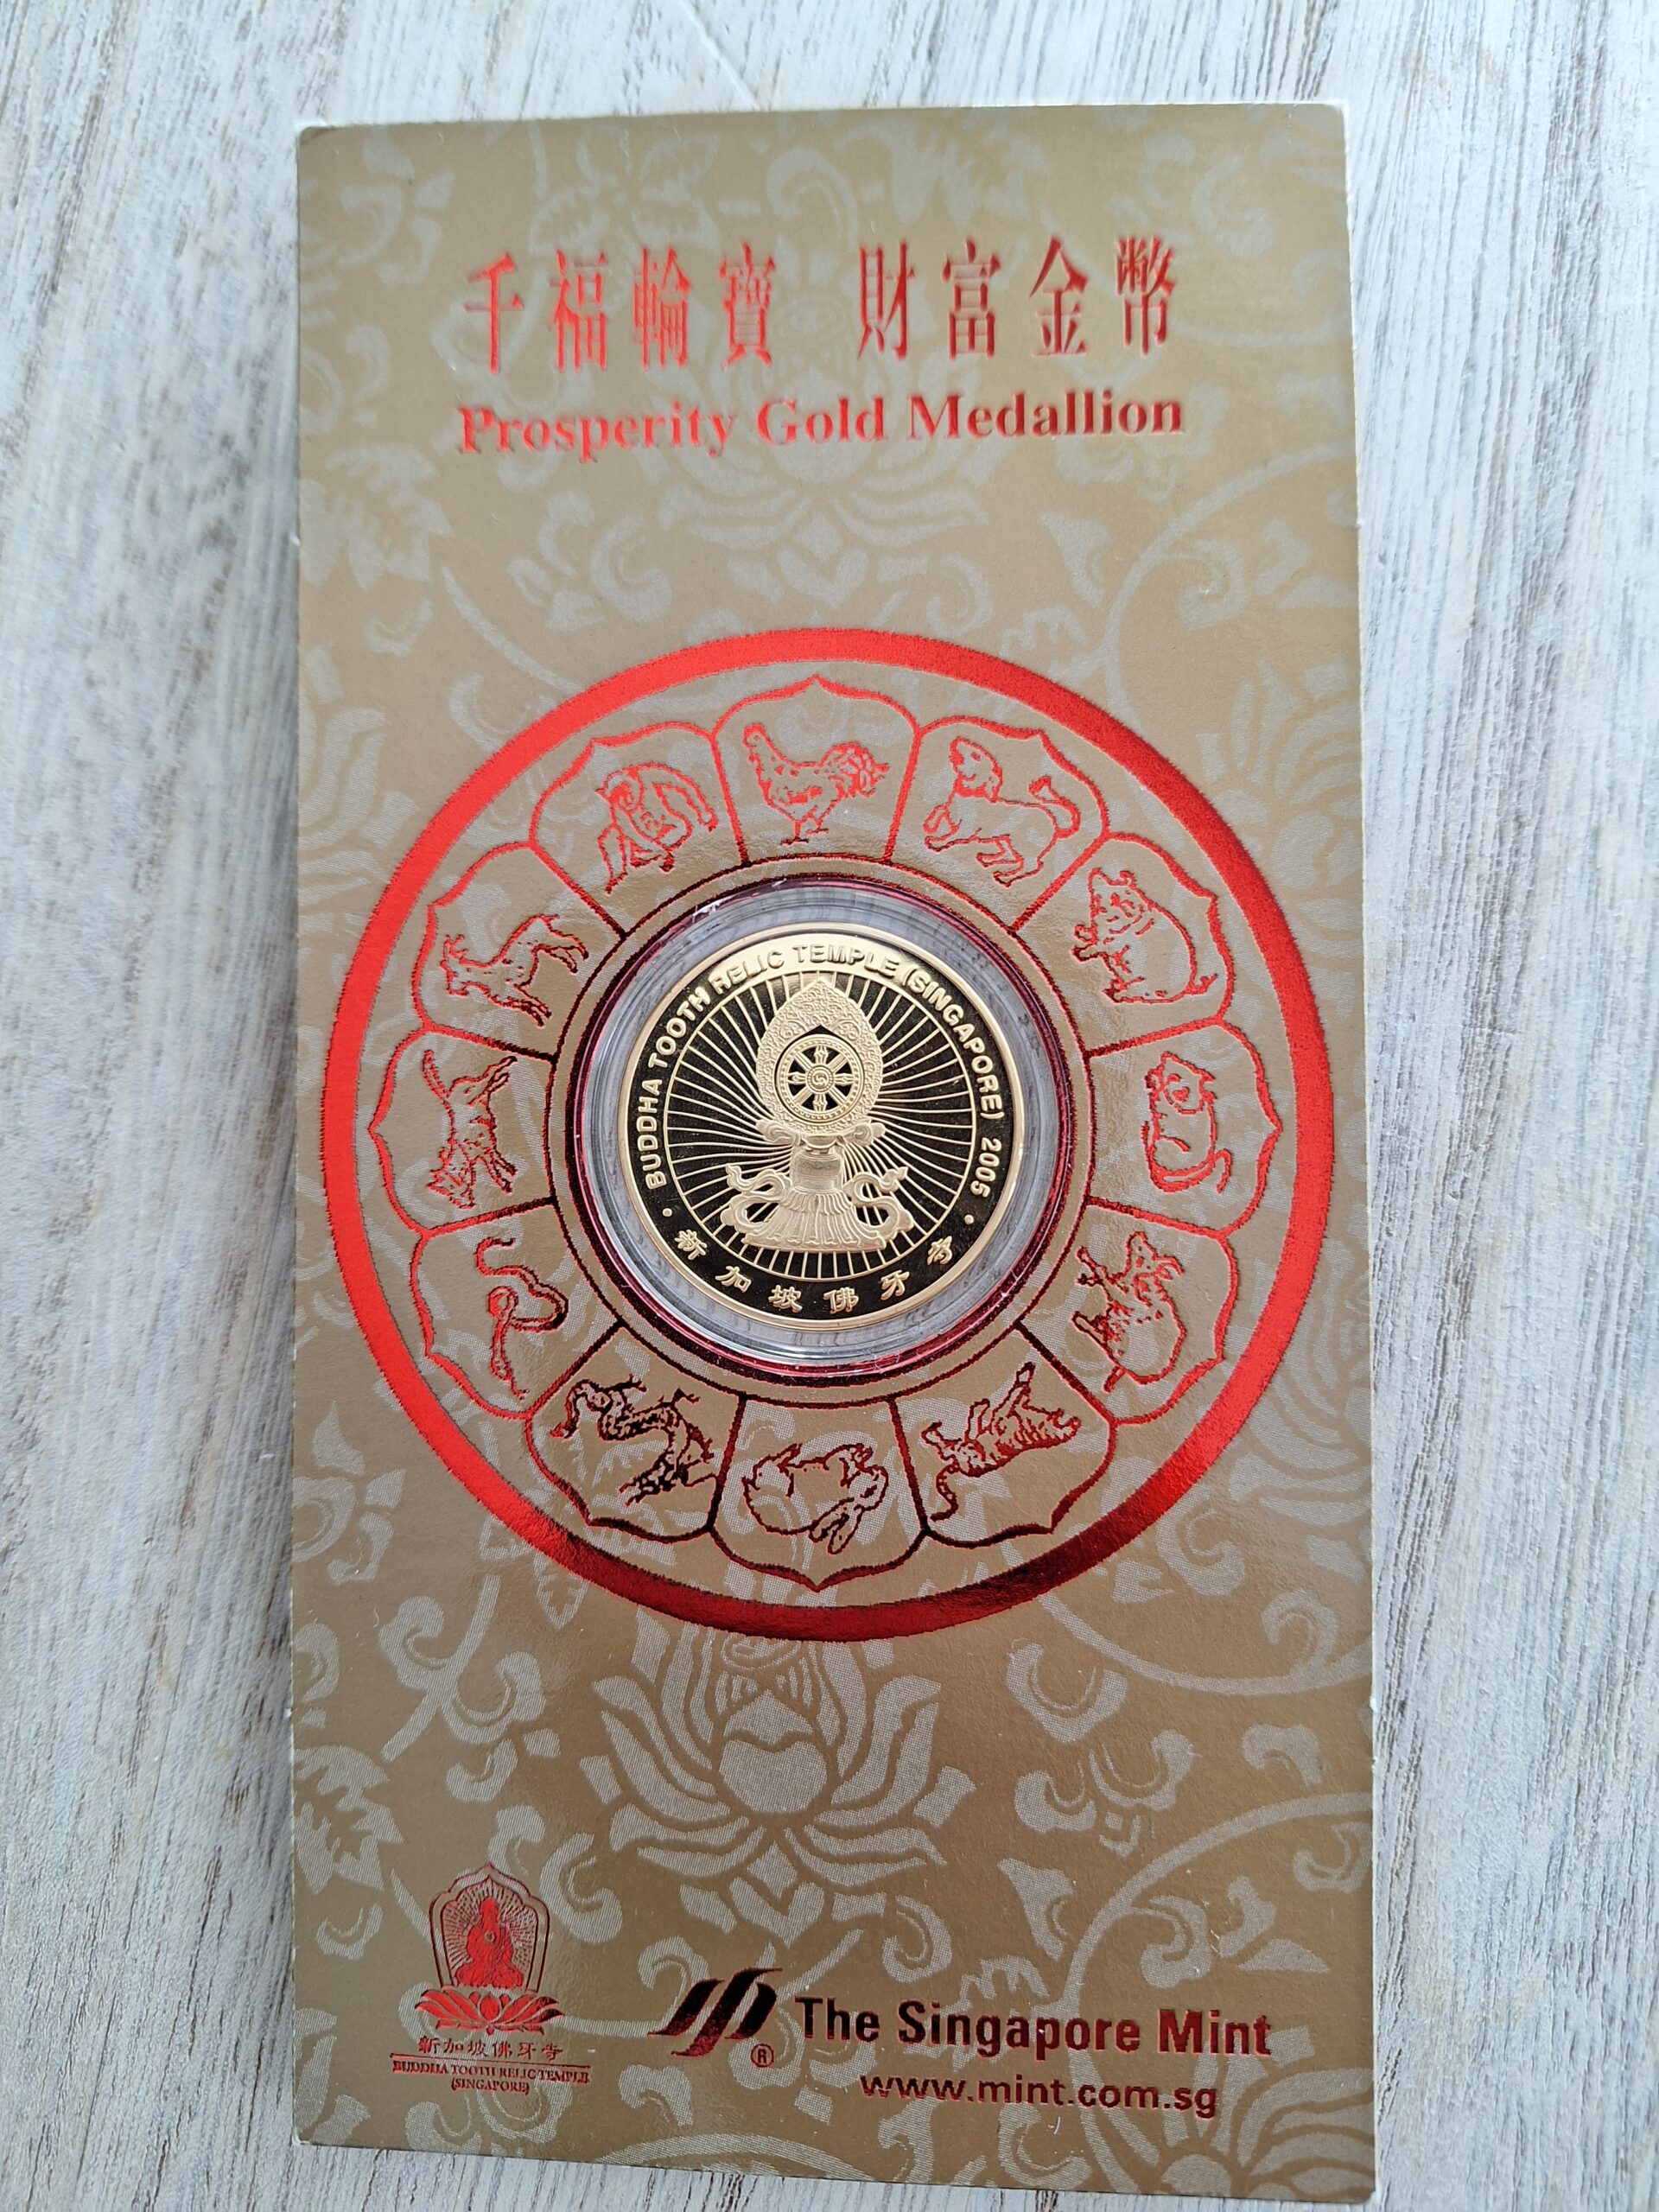 千福輪寶 財富金幣
Prosperity Gold Medallion
BUDDHA TOOTH RELIC TEMPLE (SINGAPORE) 2005
新加坡佛牙寺
新加坡佛牙寺
BUDDHA TOOTH RELIC TEMPLE
(SINGAPORE)
The Singapore Mint
®
www.mint.com.sg